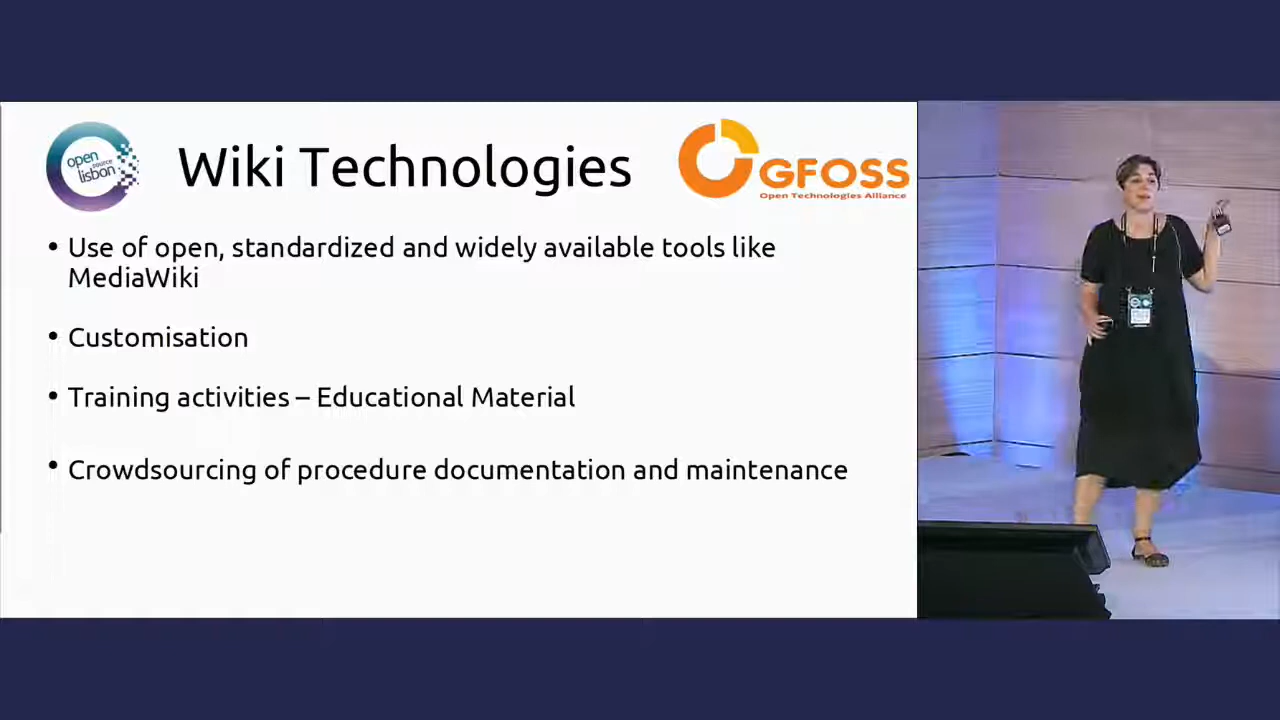 open
source
lisbon
Wiki Technologies
GFOSS
Open Technologies Alliance
• Use of open, standardized and widely available tools like
MediaWiki
• Customisation
• Training activities – Educational Material
• Crowdsourcing of procedure documentation and maintenance